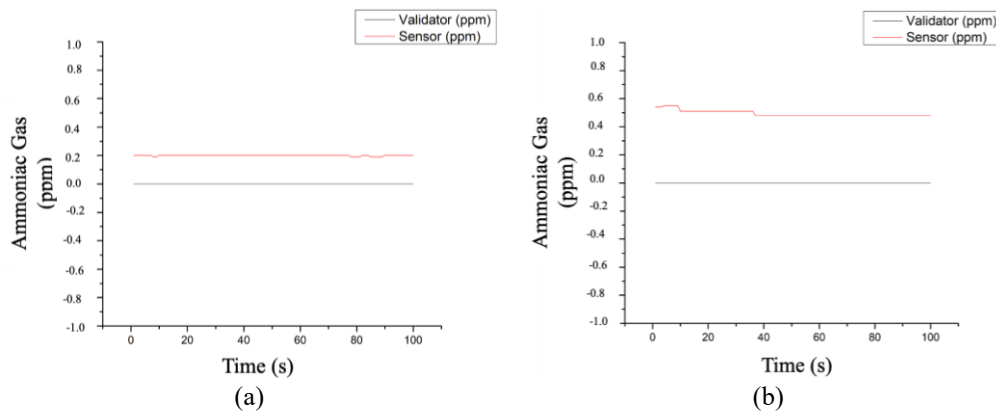 Validator (ppm)
Sensor (ppm)
1.0
0.8
0.6
0.4
0.2
0.0
-0.2
-0.4
-0.6
-0.8
-1.0
Ammoniac Gas
(ppm)
0
20
40
60
80
100
Time (s)
(a)
Validator (ppm)
Sensor (ppm)
1.0
0.8
0.6
0.4
0.2
0.0
-0.2
-0.4
-0.6
-0.8
-1.0
Ammoniac Gas
(ppm)
0
20
40
60
80
100
Time (s)
(b)